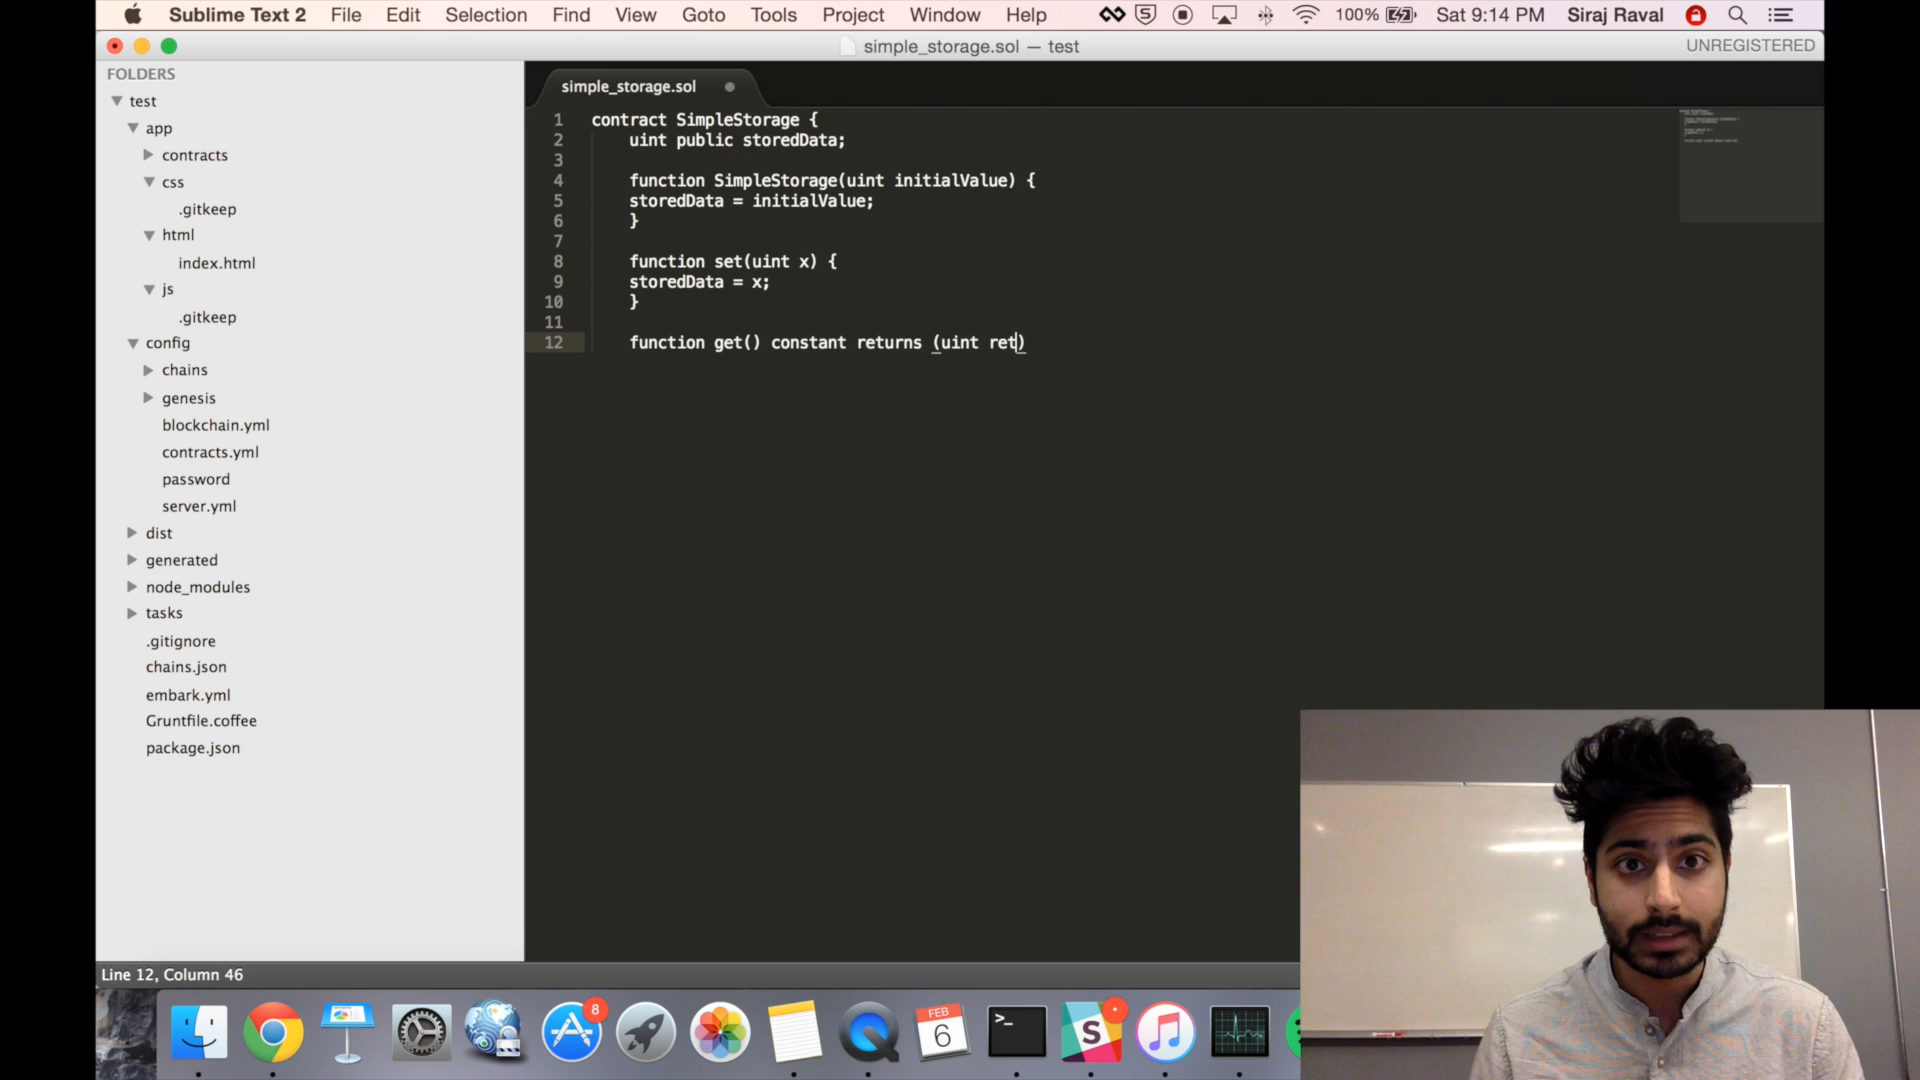 Sublime Text 2 File Edit Selection Find View Goto Tools Project Window Help 5 100% Sat 9:14 PM Siraj Raval
simple_storage.sol — test
UNREGISTERED
FOLDERS
test
app
contracts
css
.gitkeep
html
index.html
js
.gitkeep
config
chains
genesis
blockchain.yml
contracts.yml
password
server.yml
dist
generated
node_modules
tasks
.gitignore
chains.json
embark.yml
Gruntfile.coffee
package.json
simple_storage.sol
1 contract SimpleStorage {
2 uint public storedData;
3
4 function SimpleStorage(uint initialValue) {
5 storedData = initialValue;
6 }
7
8 function set(uint x) {
9 storedData = x;
10 }
11
12 function get() constant returns (uint ret)
Line 12, Column 46
8
FEB
6
>_
S